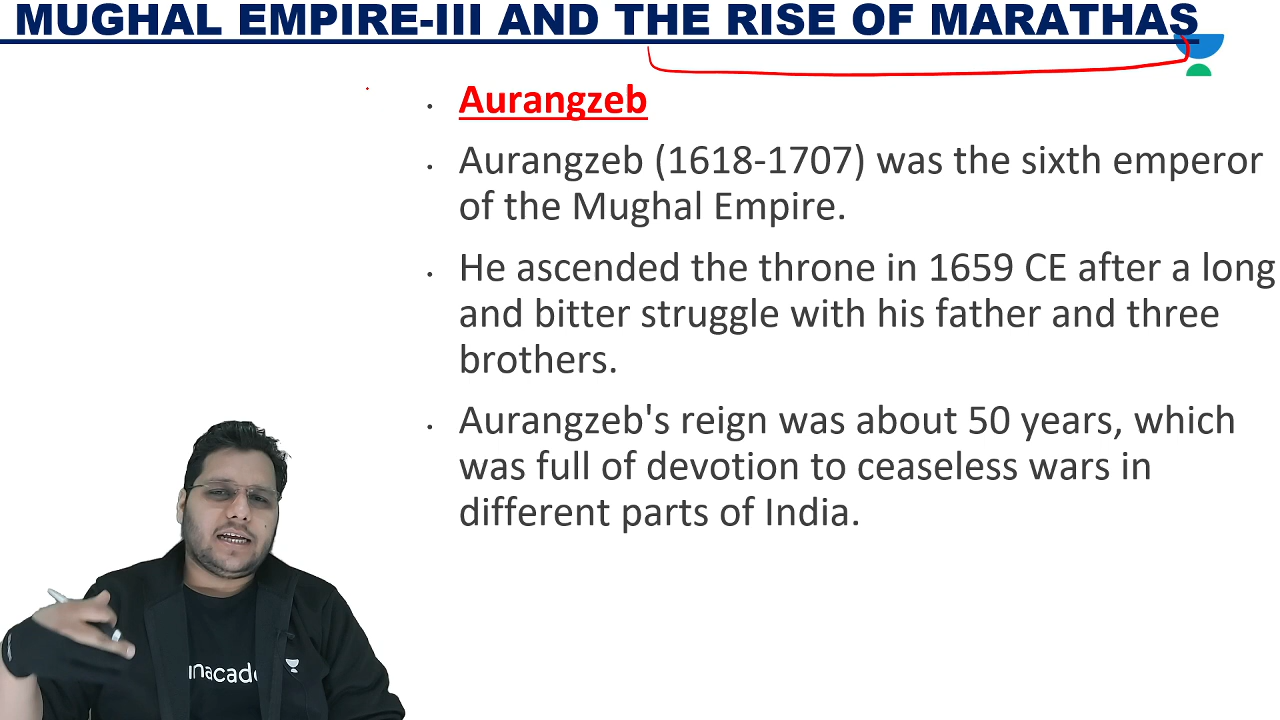 MUGHAL EMPIRE-III AND THE RISE OF MARATHAS
Aurangzeb
Aurangzeb (1618-1707) was the sixth emperor
of the Mughal Empire.
He ascended the throne in 1659 CE after a long
and bitter struggle with his father and three
brothers.
Aurangzeb's reign was about 50 years, which
was full of devotion to ceaseless wars in
different parts of India.
unacade